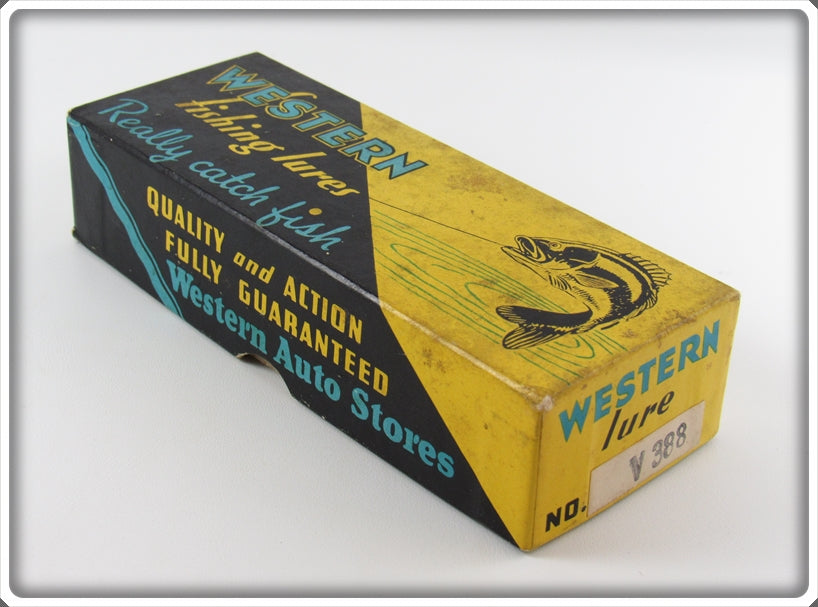 WESTERN
fishing lures
Really catch fish
QUALITY and ACTION
FULLY GUARANTEED
Western Auto Stores
WESTERN
lure
NO. V 388